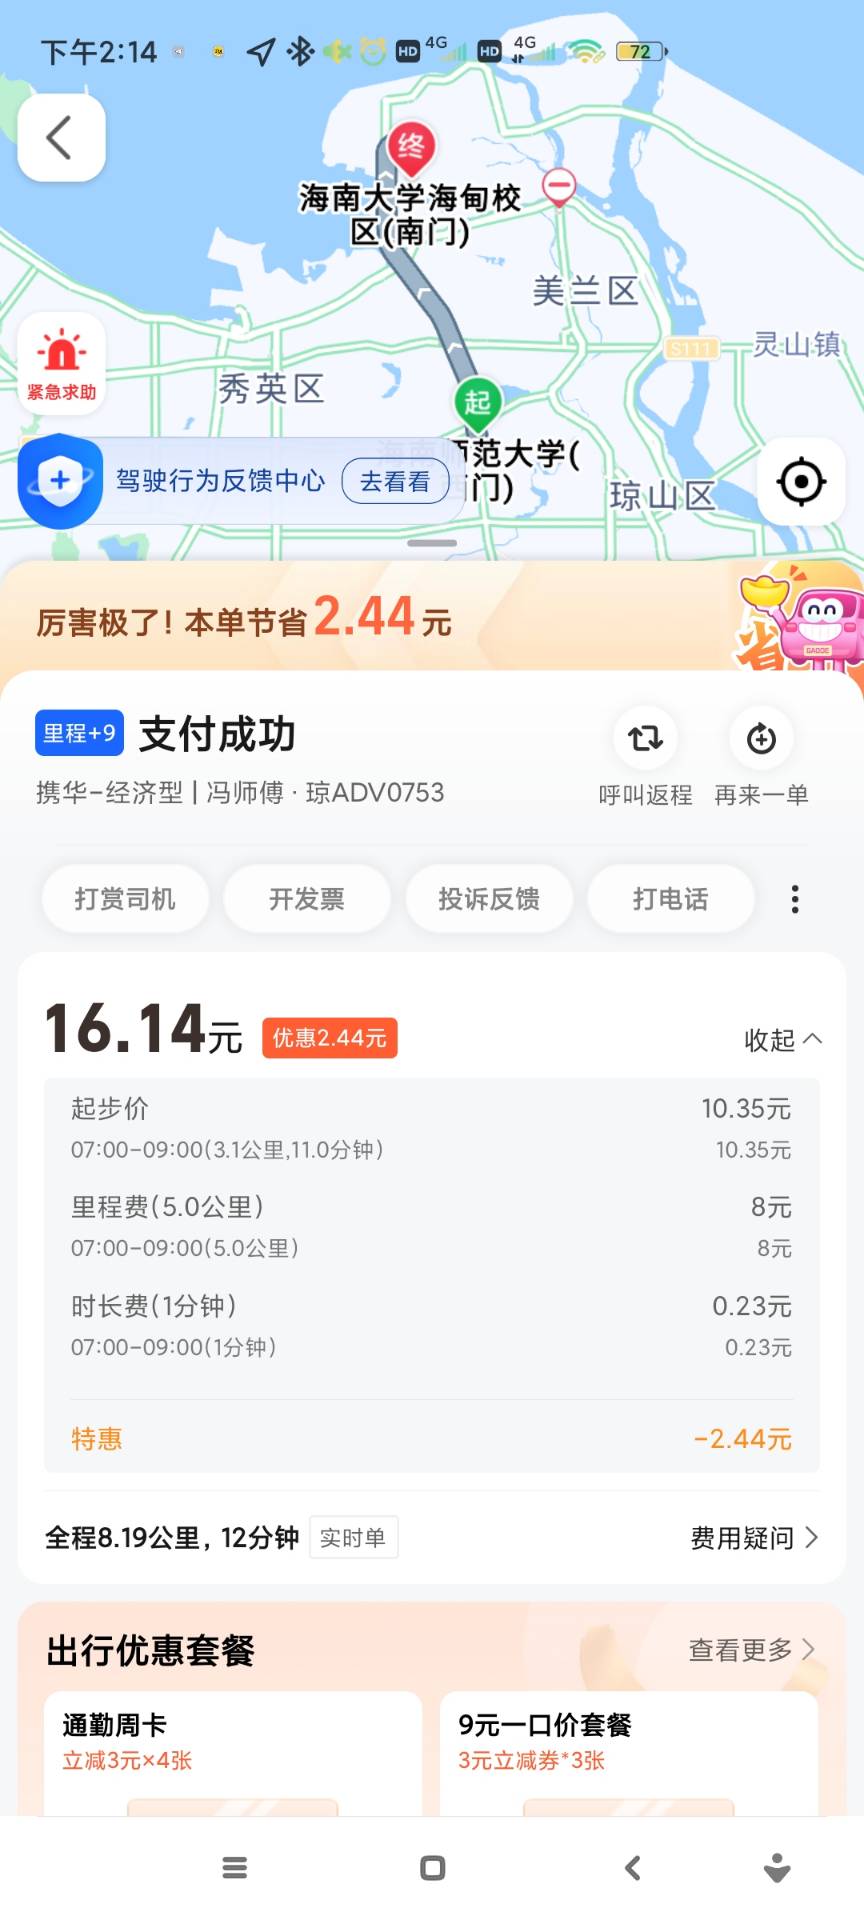 下午2:14
HD 4G HD 4G 72
终
海南大学海甸校
区(南门)
美兰区
S111
灵山镇
紧急求助
秀英区
起
海南师范大学(
西门)
驾驶行为反馈中心 去看看
琼山区
厉害极了! 本单节省2.44元
省
GAODE
里程+9 支付成功
携华-经济型 | 冯师傅 · 琼ADV0753
呼叫返程 再来一单
打赏司机 开发票 投诉反馈 打电话
16.14元 优惠2.44元 收起
起步价 10.35元
07:00-09:00(3.1公里,11.0分钟) 10.35元
里程费(5.0公里) 8元
07:00-09:00(5.0公里) 8元
时长费(1分钟) 0.23元
07:00-09:00(1分钟) 0.23元
特惠 -2.44元
全程8.19公里, 12分钟 实时单 费用疑问
出行优惠套餐 查看更多
通勤周卡 9元一口价套餐
立减3元×4张 3元立减券*3张